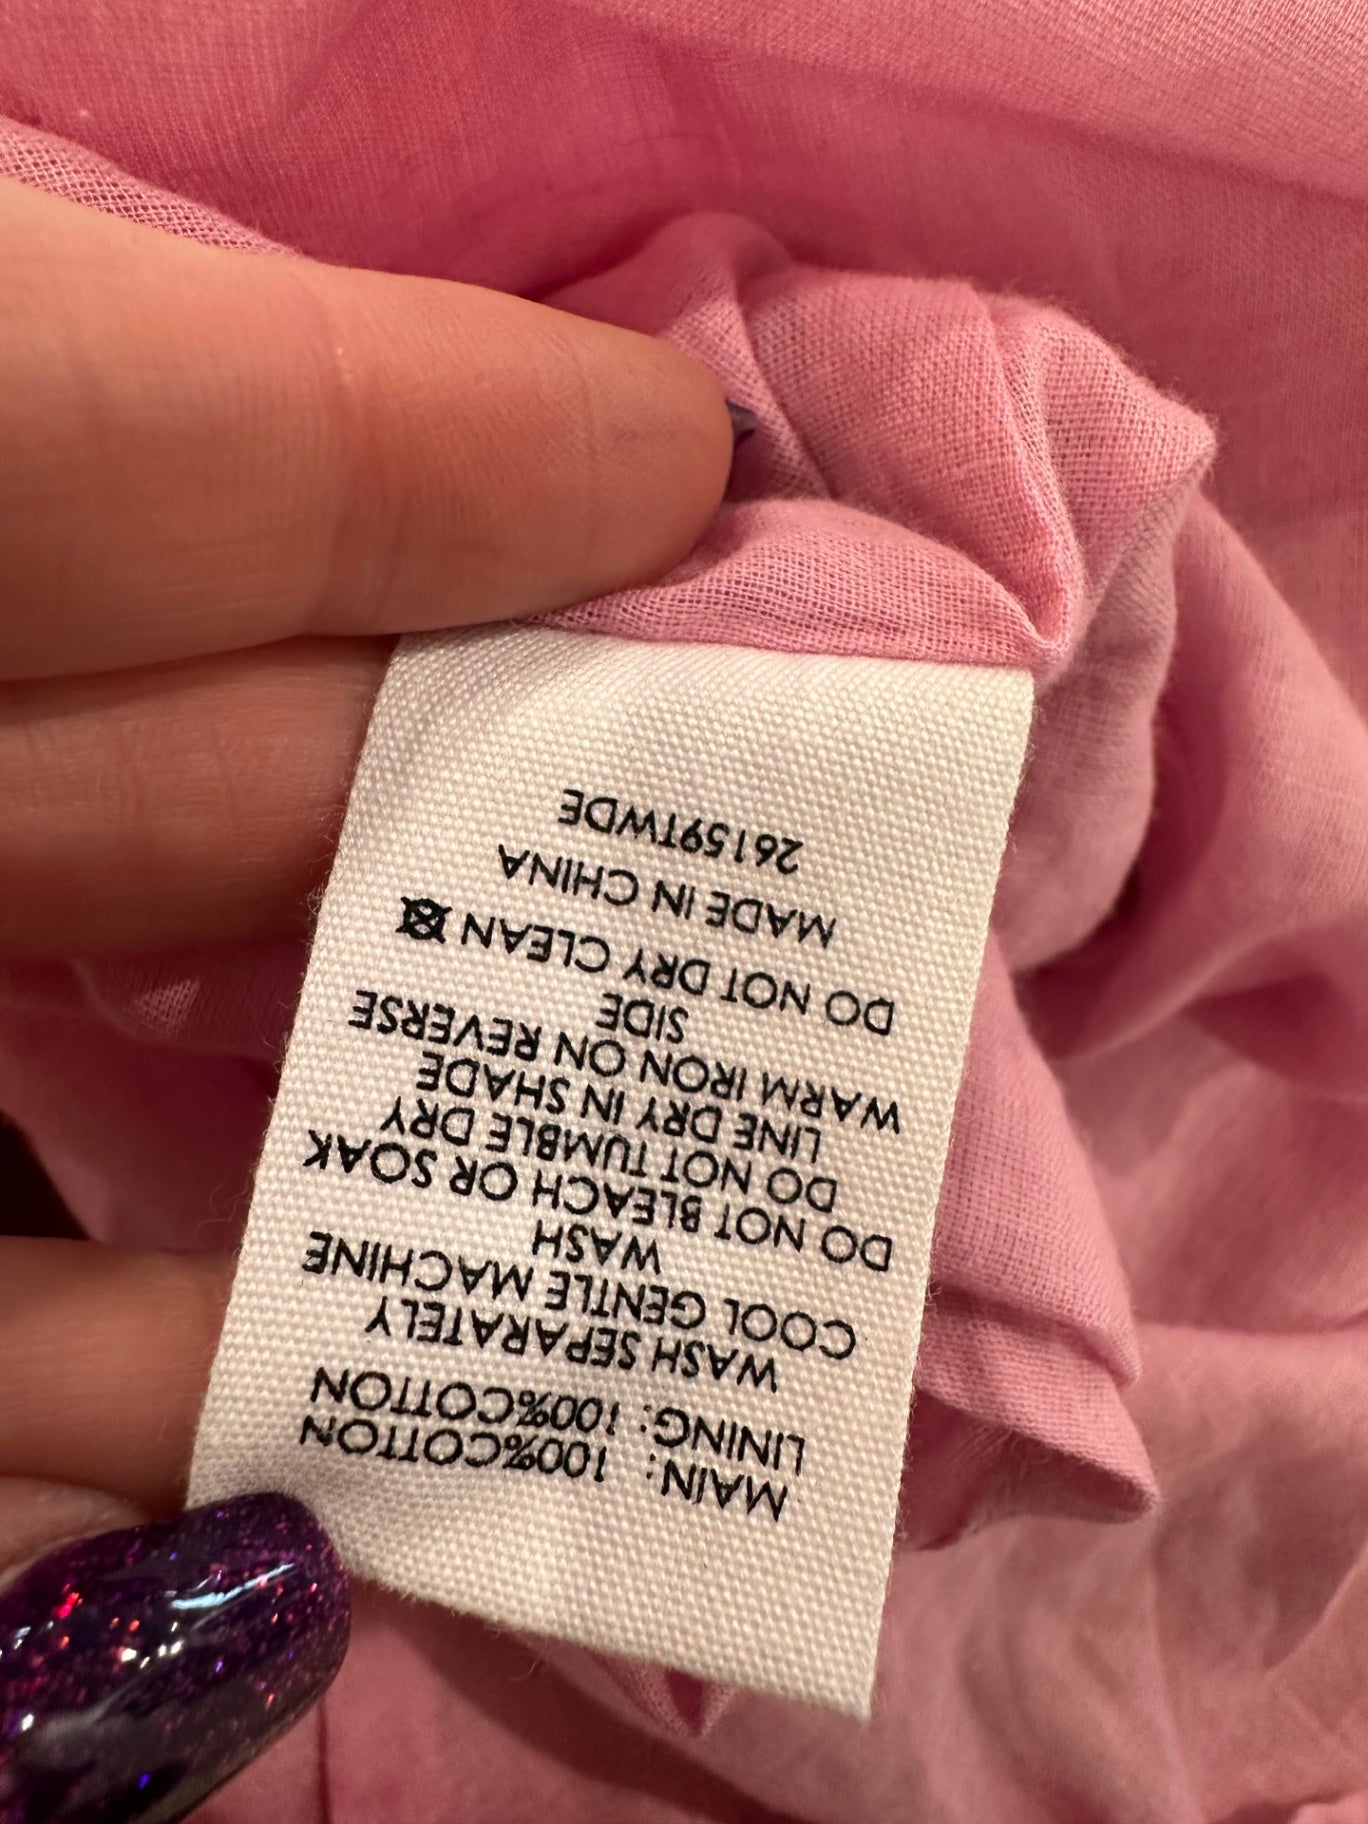 MAIN: 100%COTTON
LINING: 100%COTTON
WASH SEPARATELY
COOL GENTLE MACHINE
WASH
DO NOT BLEACH OR SOAK
DO NOT TUMBLE DRY
LINE DRY IN SHADE
WARM IRON ON REVERSE
SIDE
DO NOT DRY CLEAN
MADE IN CHINA
26159TWDE